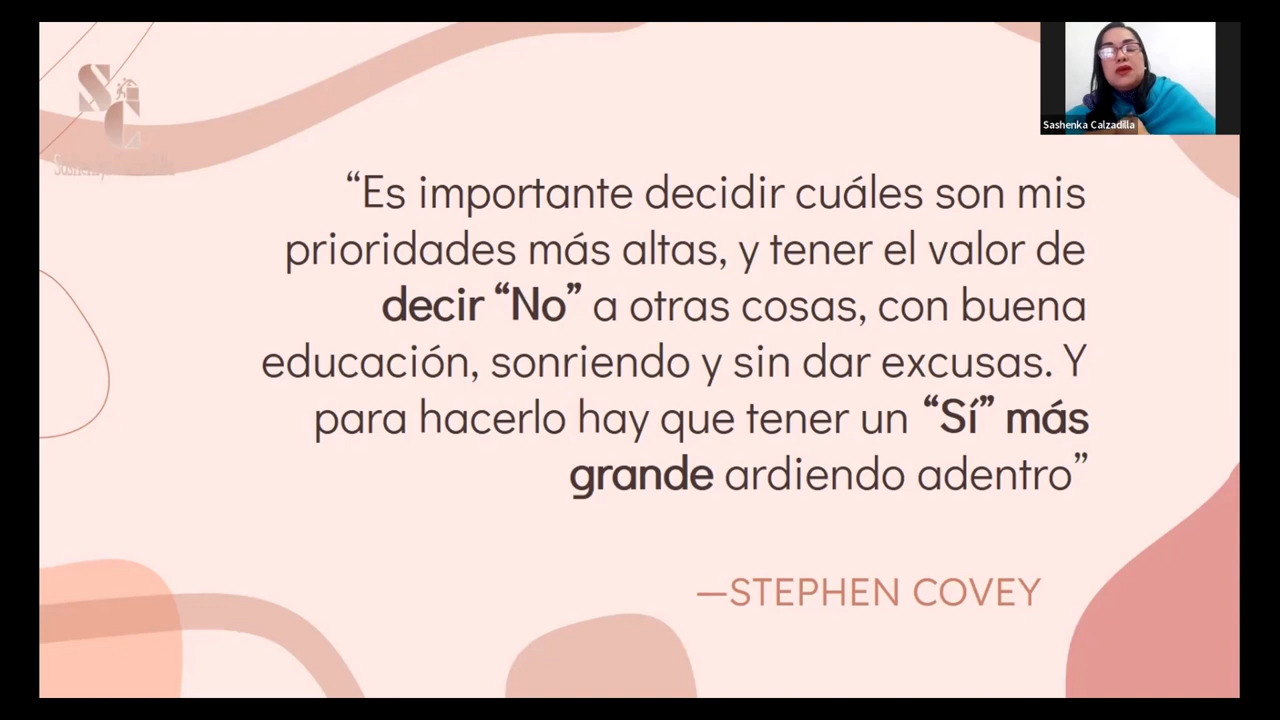 SC
Sashenka Calzadilla
“Es importante decidir cuáles son mis
prioridades más altas, y tener el valor de
decir “No” a otras cosas, con buena
educación, sonriendo y sin dar excusas. Y
para hacerlo hay que tener un “Sí” más
grande ardiendo adentro”
—STEPHEN COVEY